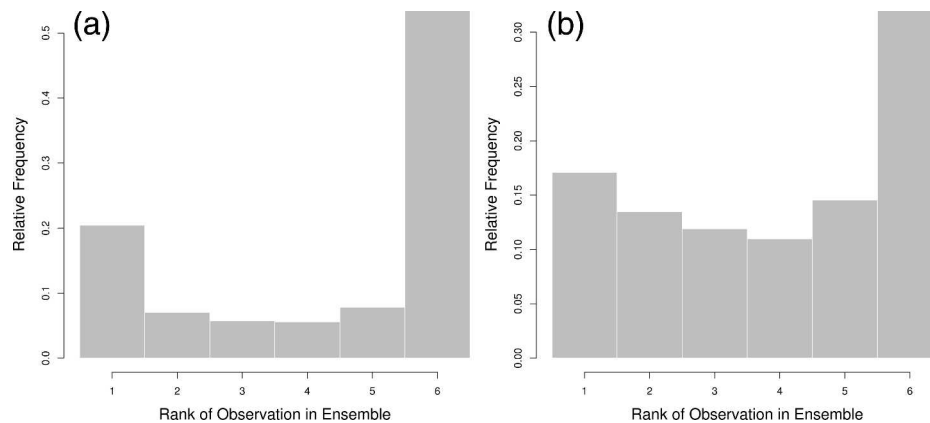 (a)
Relative Frequency
0.5
0.4
0.3
0.2
0.1
0.0
1 2 3 4 5 6
Rank of Observation in Ensemble
(b)
Relative Frequency
0.30
0.25
0.20
0.15
0.10
0.05
0.00
1 2 3 4 5 6
Rank of Observation in Ensemble